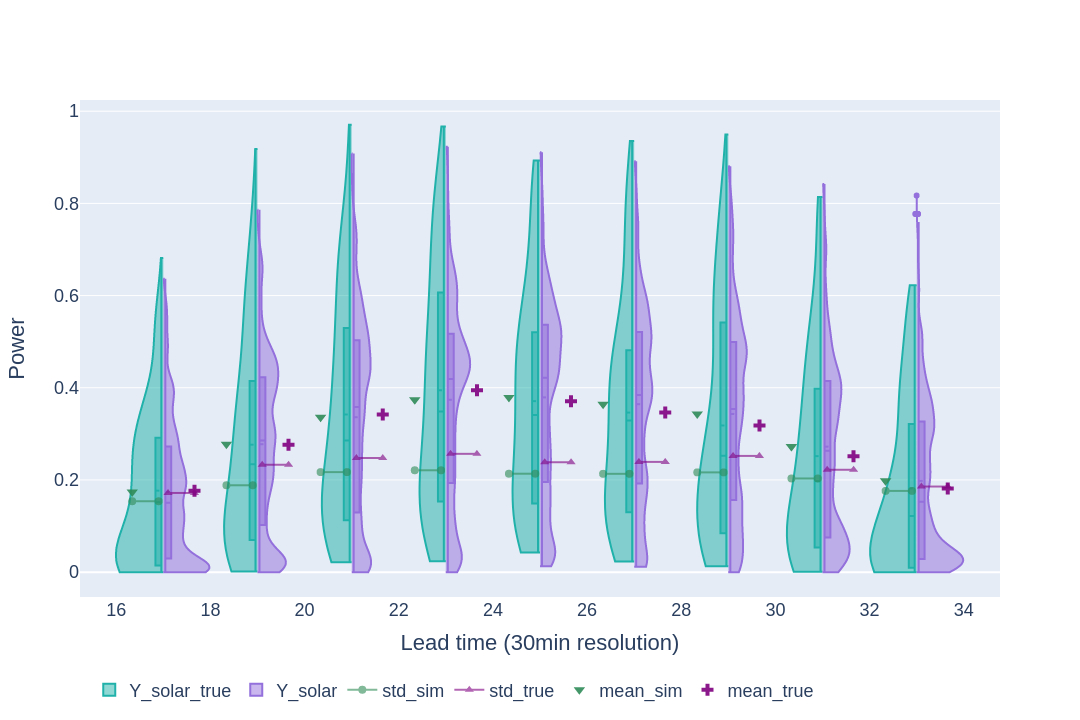 1
0.8
0.6
0.4
0.2
0
Power
16 18 20 22 24 26 28 30 32 34
Lead time (30min resolution)
Y_solar_true Y_solar std_sim std_true mean_sim mean_true